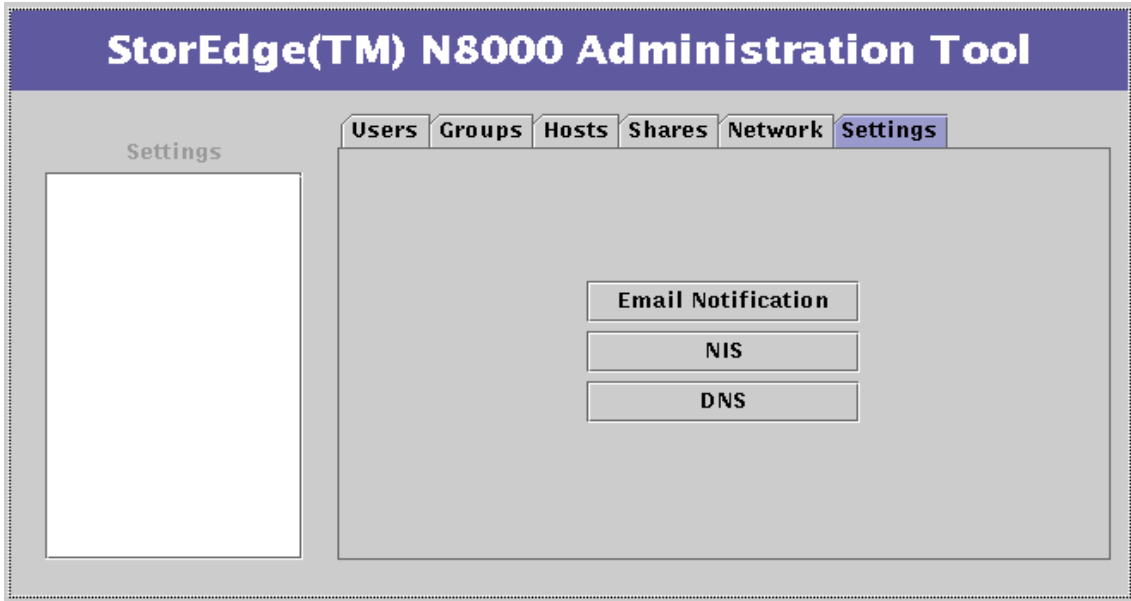 StorEdge(TM) N8000 Administration Tool
Users Groups Hosts Shares Network Settings
Settings
Email Notification
NIS
DNS